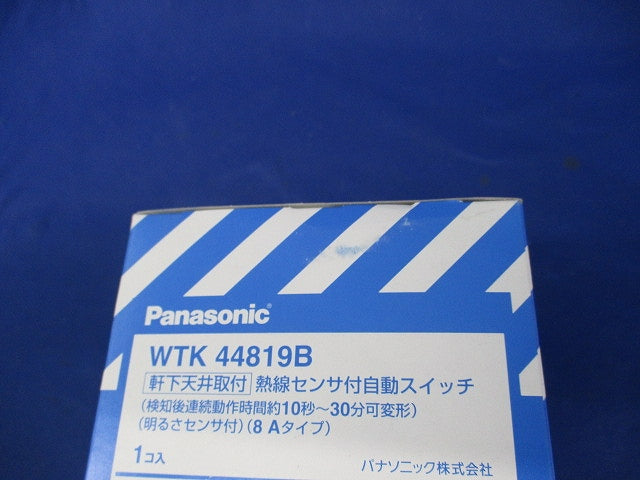 Panasonic®
WTK 44819B
軒下天井取付 熱線センサ付自動スイッチ
(検知後連続動作時間約10秒～30分可変形)
(明るさセンサ付)(8 Aタイプ)
1コ入
パナソニック株式会社